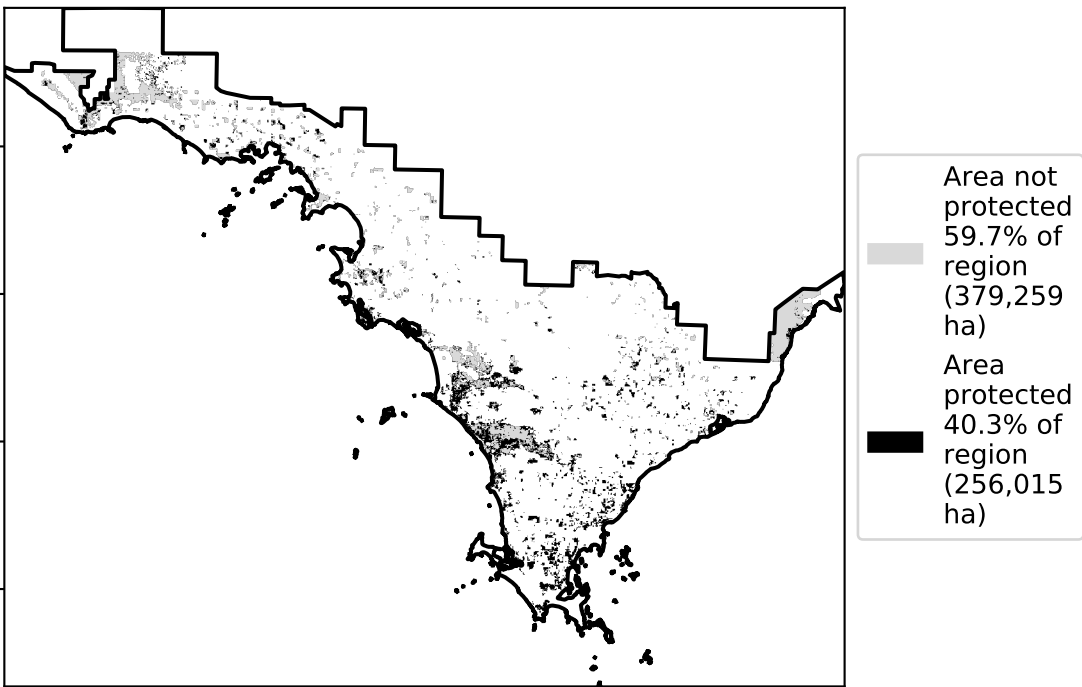 Area not
protected
59.7% of
region
(379,259
ha)
Area
protected
40.3% of
region
(256,015
ha)